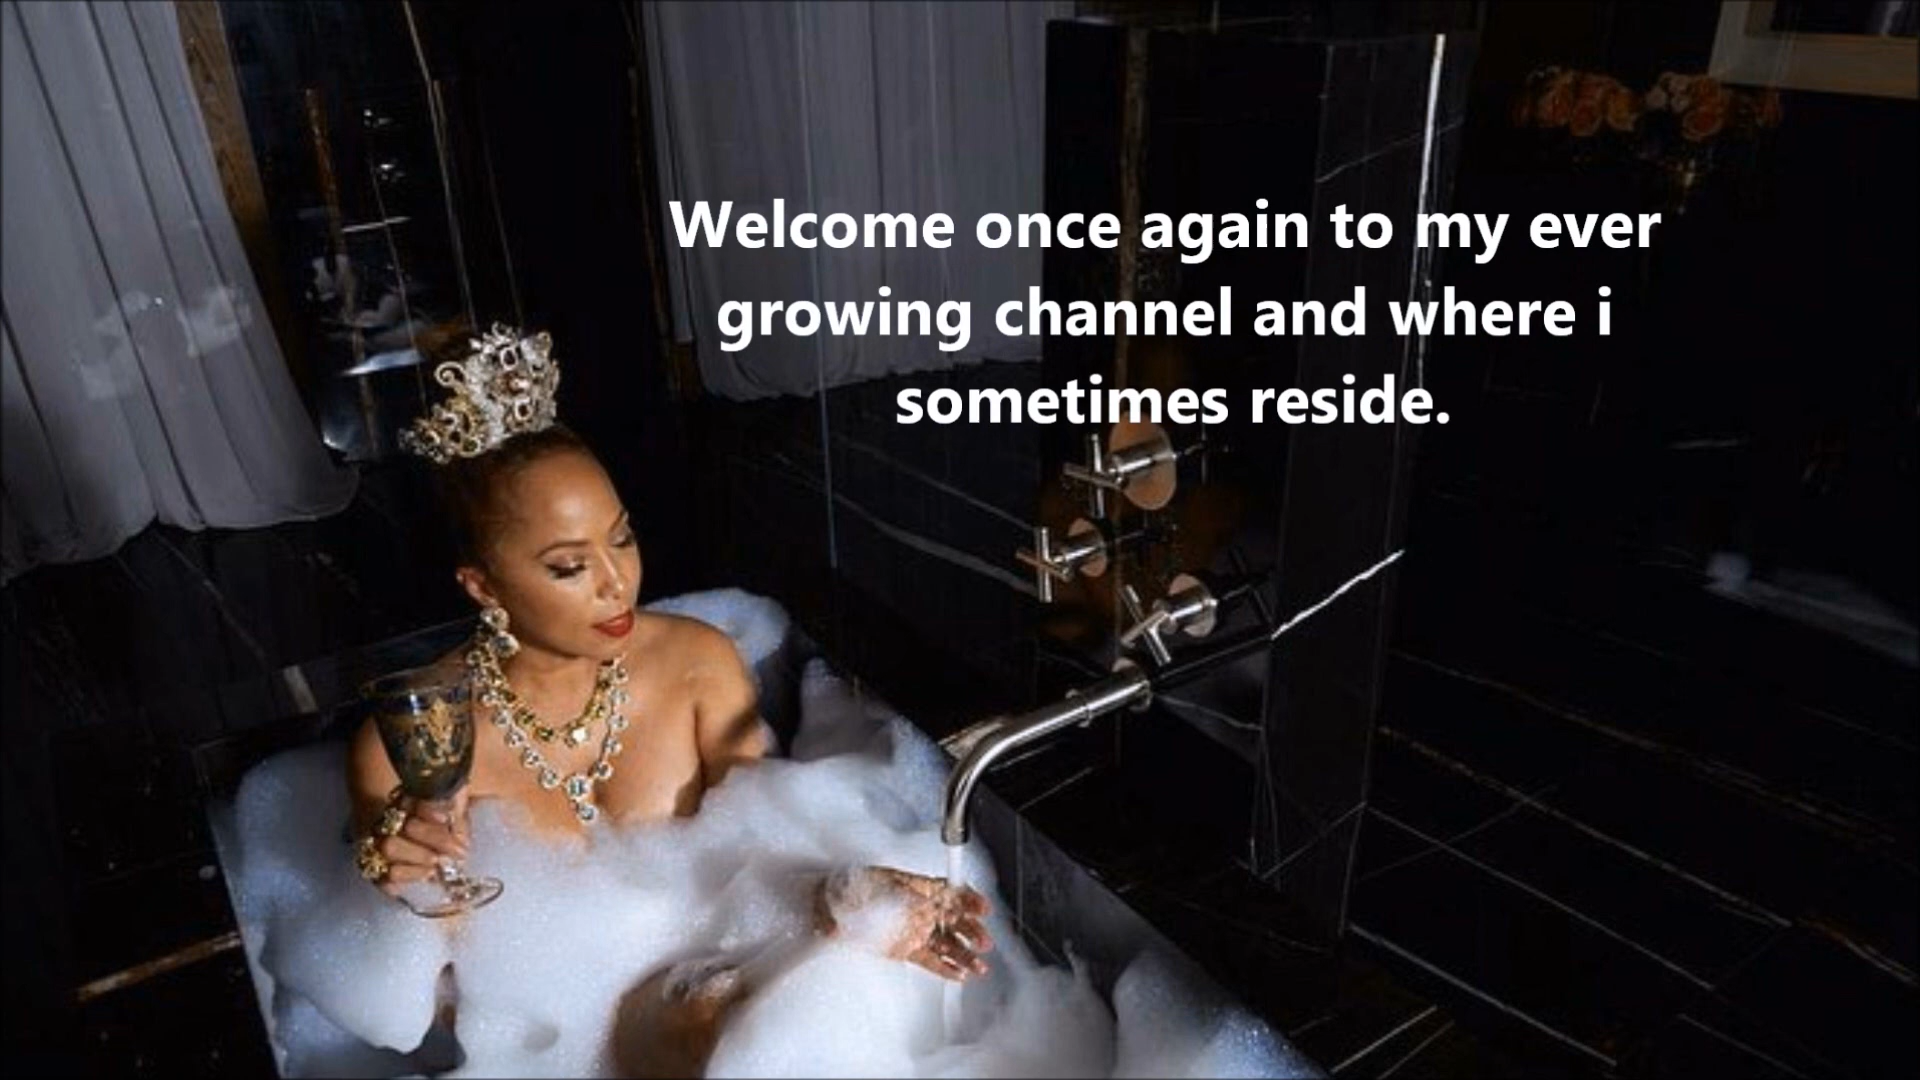 Welcome once again to my ever
growing channel and where i
sometimes reside.